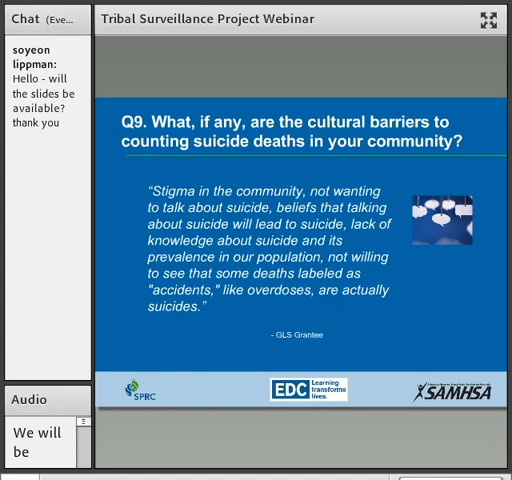 Chat (Eve...
Tribal Surveillance Project Webinar
soyeon
lippman:
Hello - will
the slides be
available?
thank you
Q9. What, if any, are the cultural barriers to
counting suicide deaths in your community?
“Stigma in the community, not wanting
to talk about suicide, beliefs that talking
about suicide will lead to suicide, lack of
knowledge about suicide and its
prevalence in our population, not willing
to see that some deaths labeled as
"accidents," like overdoses, are actually
suicides.”
- GLS Grantee
SPRC
EDC
Learning
transforms
lives.
SAMHSA
Audio
We will
be